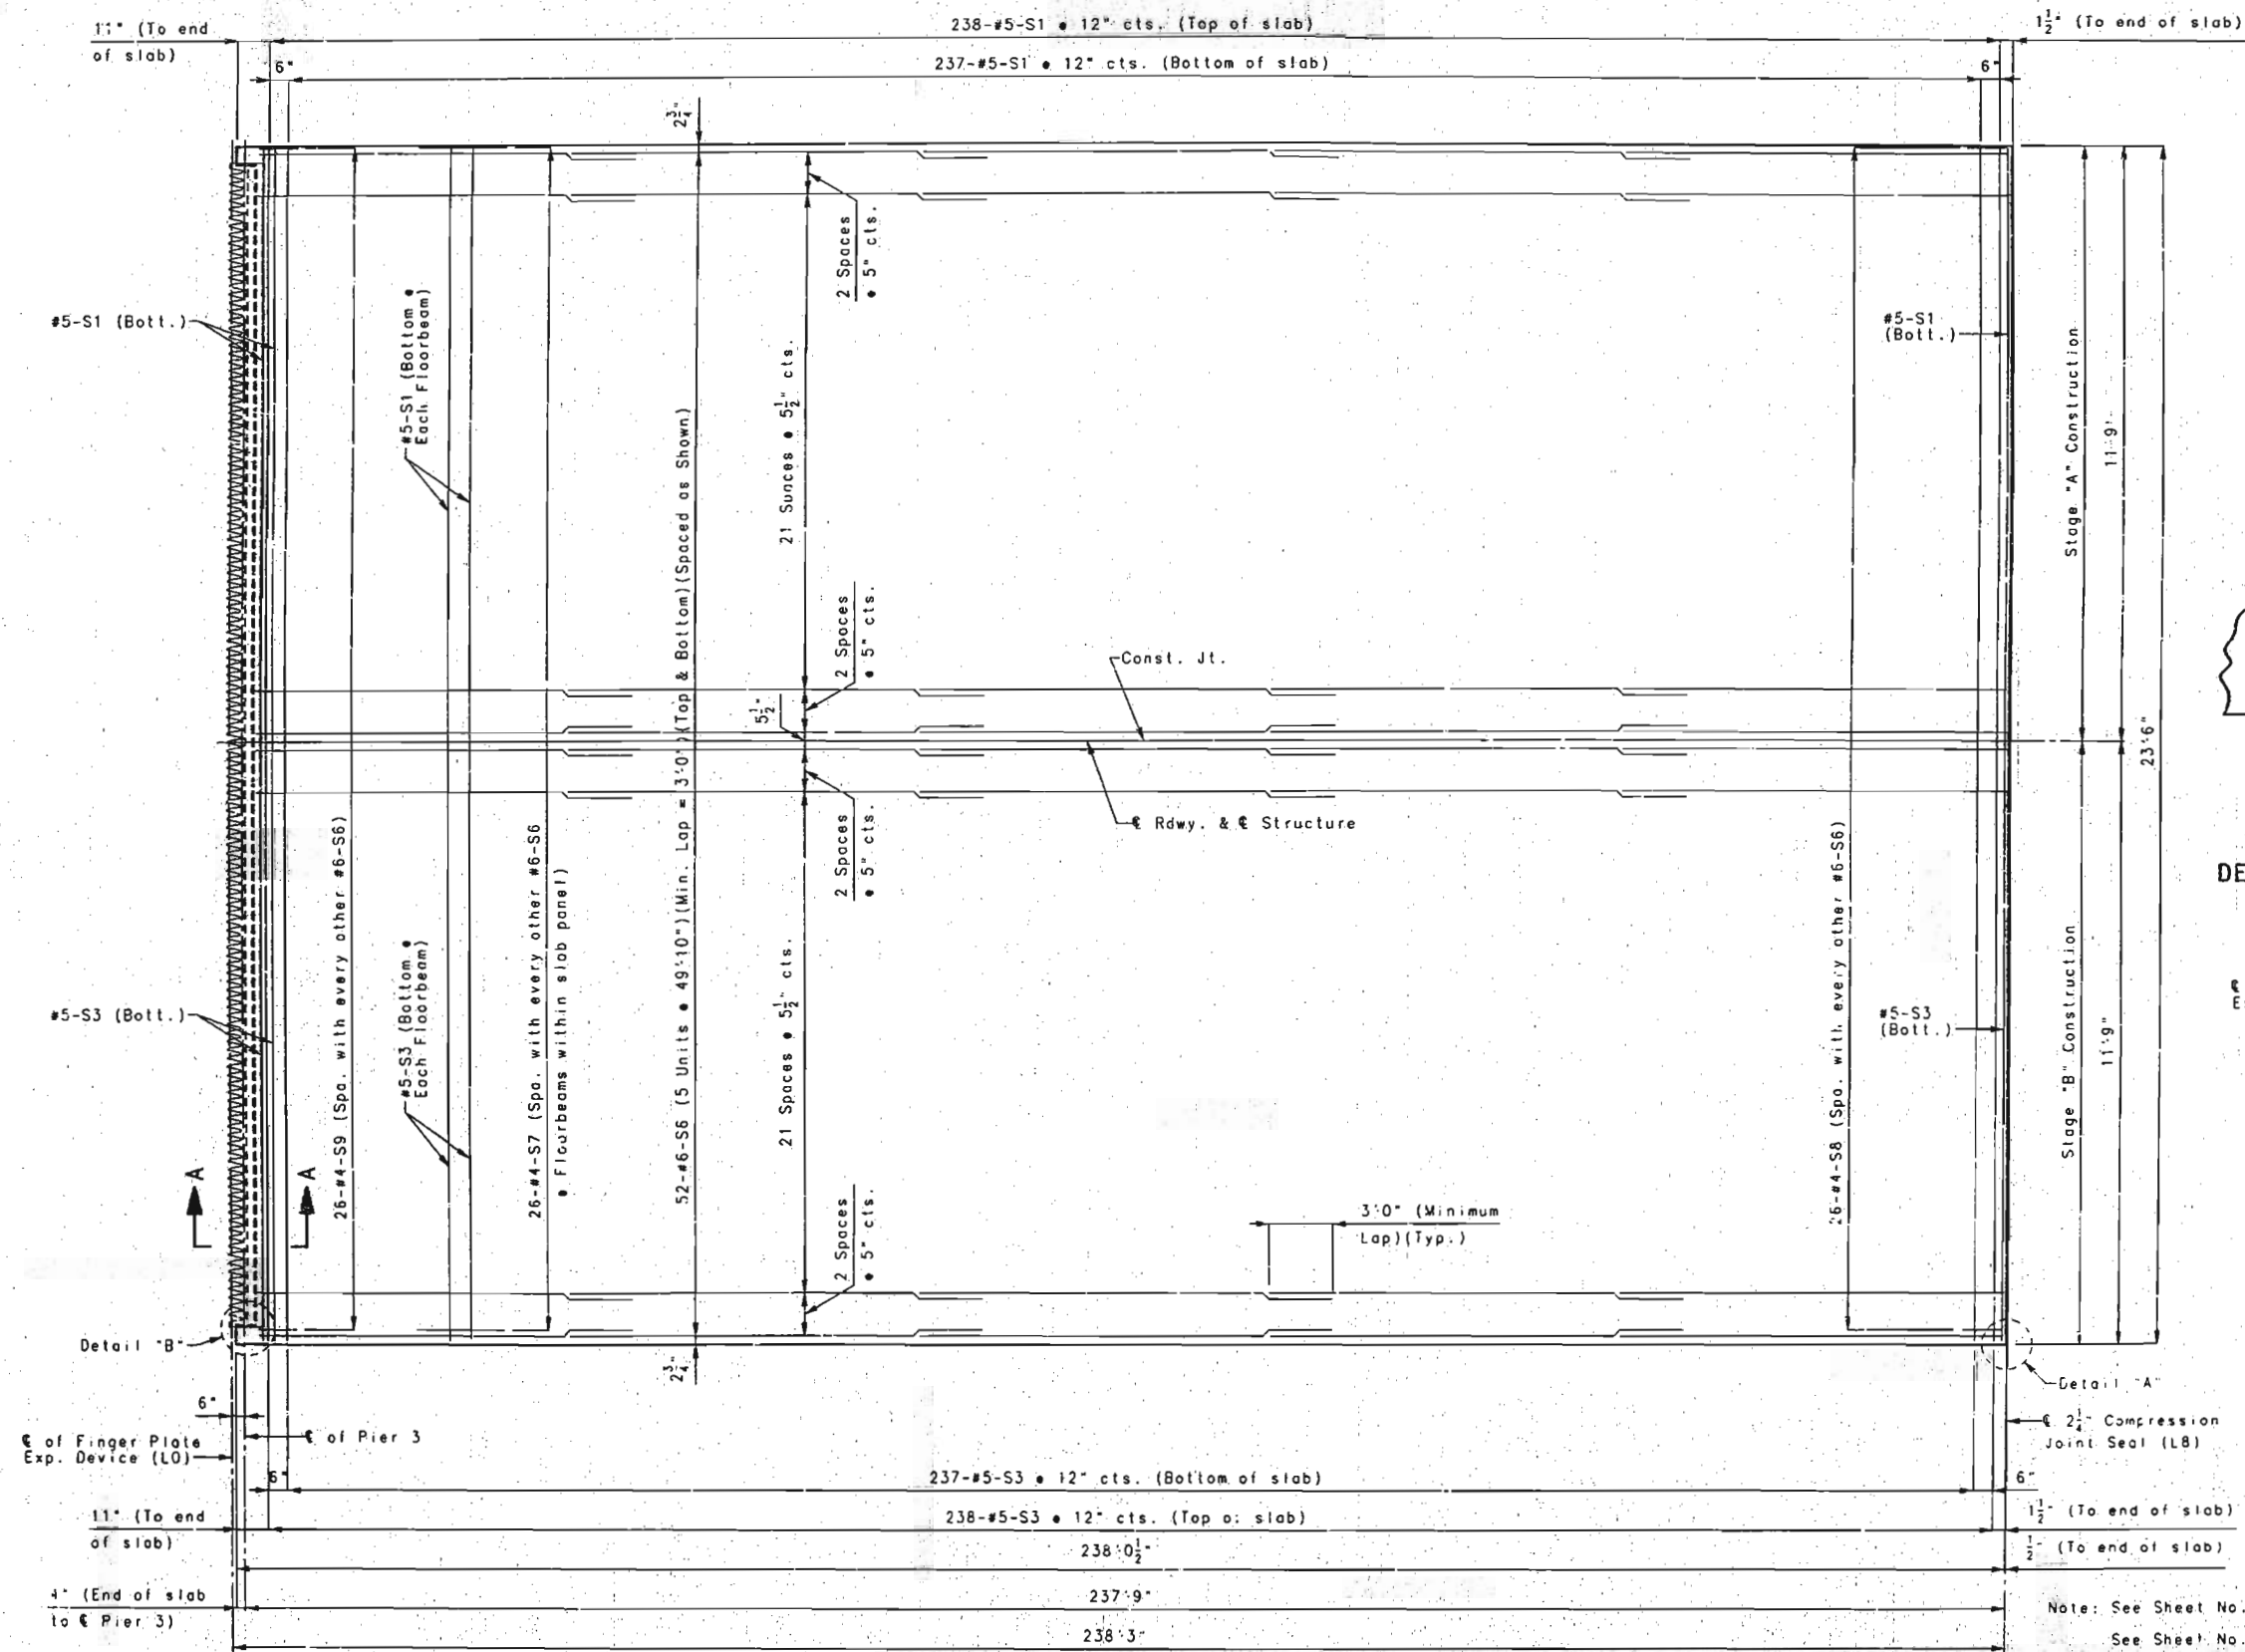 11" (To end
of slab)
238-#5-S1 • 12" cts. (Top of slab)
1½" (To end of slab)
6"
237-#5-S1 • 12" cts. (Bottom of slab)
6"
2¾"
2 Spaces
• 5" cts.
#5-S1 (Bott.)
#5-S1 (Bottom •
Each Floorbeam)
#5-S1
(Bott.)
21 Spaces • 5½" cts.
Stage "A" Construction
11'-9"
2 Spaces
• 5" cts.
5½"
Const. Jt.
23'-6"
℄ Rdwy. & ℄ Structure
2 Spaces
• 5" cts.
DE
26-#4-S9 (Spa. with every other #6-S6)
26-#4-S7 (Spa. with every other #6-S6
• Floorbeams within slab panel)
52-#6-S6 (5 Units • 49'-10") (Min. Lap = 3'-0") (Top & Bottom) (Spaced as Shown)
26-#4-S8 (Spa. with every other #6-S6)
#5-S3 (Bott.)
#5-S3 (Bottom •
Each Floorbeam)
21 Spaces • 5½" cts.
#5-S3
(Bott.)
Stage "B" Construction
11'-9"
℄
A
A
2 Spaces
• 5" cts.
3'-0" (Minimum
Lap) (Typ.)
Detail "B"
2¾"
Detail "A"
6"
℄ of Finger Plate
Exp. Device (L0)
℄ of Pier 3
℄ 2¼" Compression
Joint Seal (L8)
6"
237-#5-S3 • 12" cts. (Bottom of slab)
6"
11" (To end
of slab)
238-#5-S3 • 12" cts. (Top of slab)
1½" (To end of slab)
238'-0½"
½" (To end of slab)
4" (End of slab
to ℄ Pier 3)
237'-9"
238'-3"
Note: See Sheet No.
See Sheet No.